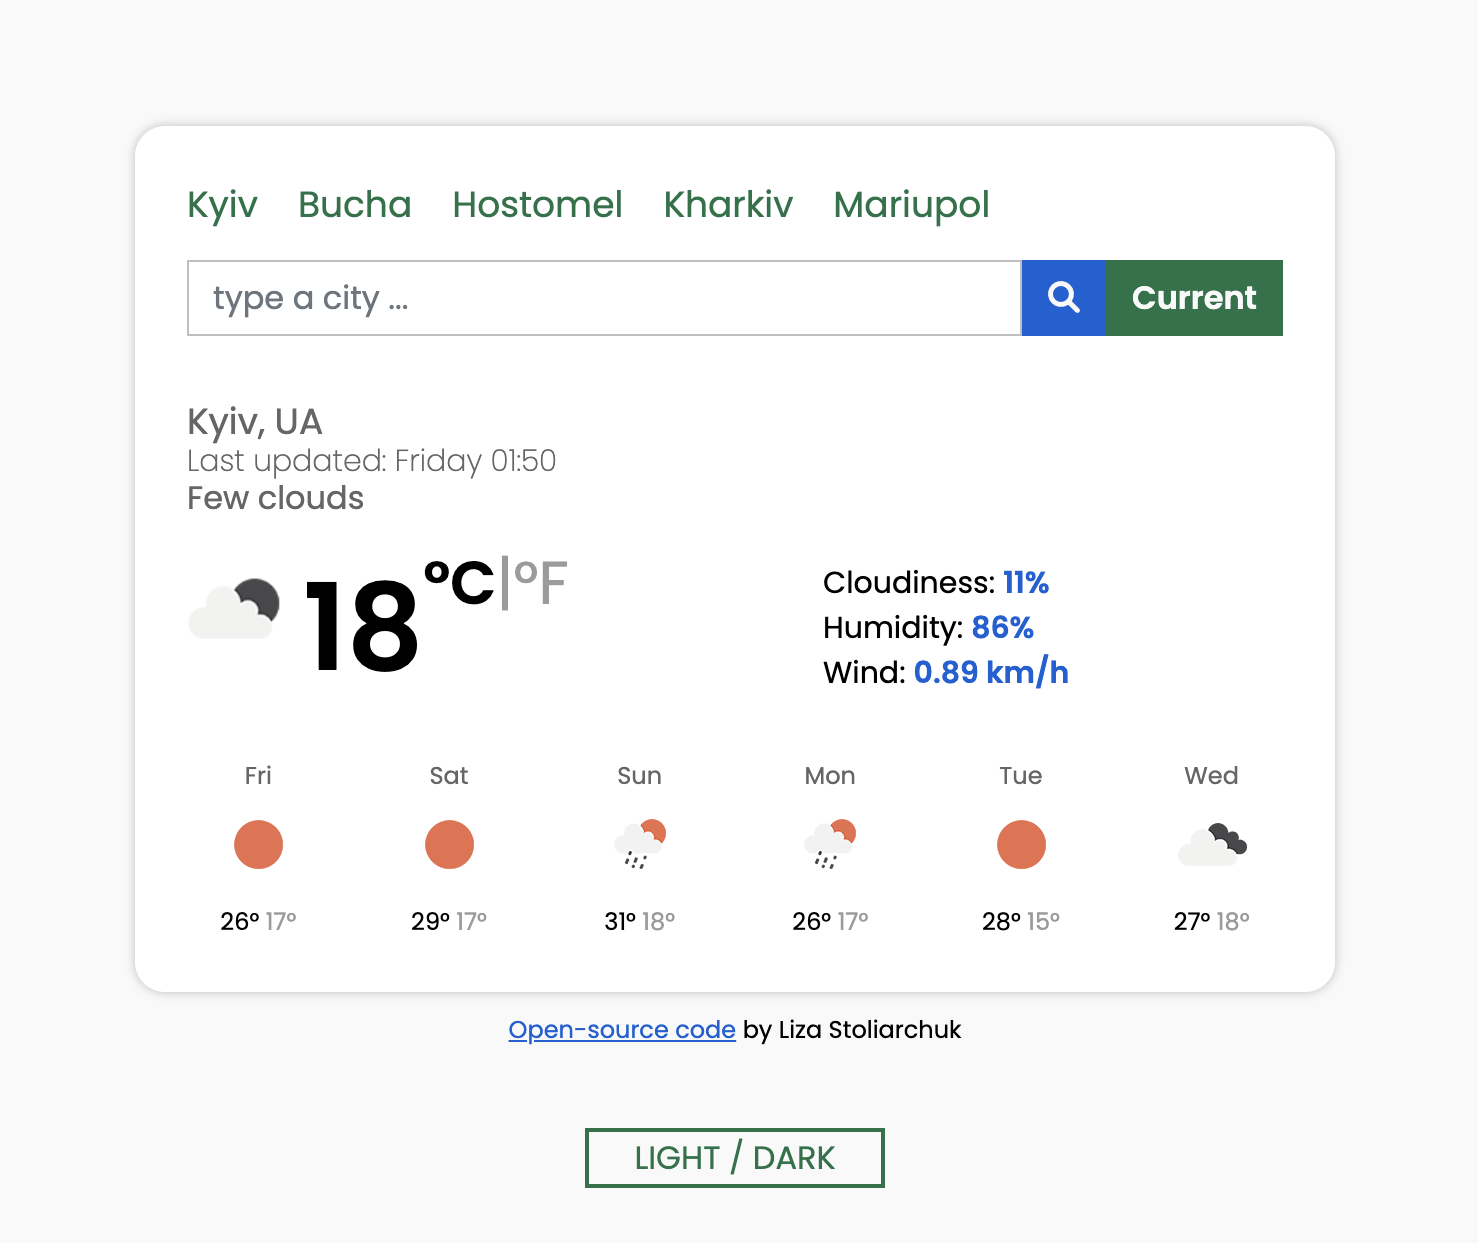 Kyiv Bucha Hostomel Kharkiv Mariupol
type a city ... Current
Kyiv, UA
Last updated: Friday 01:50
Few clouds
18°C|°F
Cloudiness: 11%
Humidity: 86%
Wind: 0.89 km/h
Fri Sat Sun Mon Tue Wed
26° 17° 29° 17° 31° 18° 26° 17° 28° 15° 27° 18°
Open-source code by Liza Stoliarchuk
LIGHT / DARK